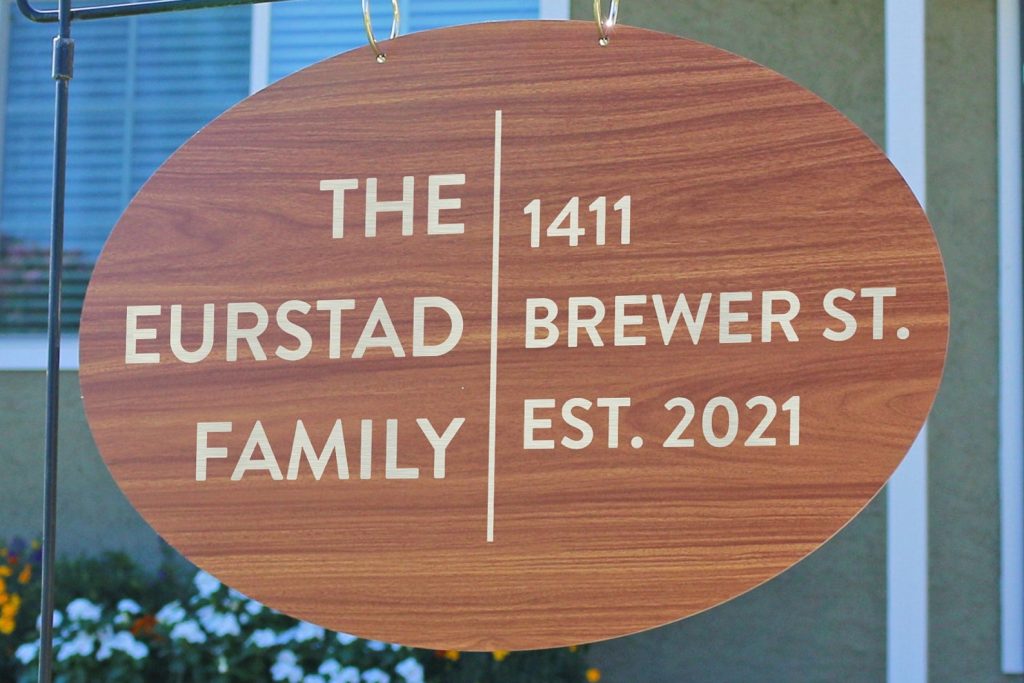 THE
EURSTAD
FAMILY
1411
BREWER ST.
EST. 2021